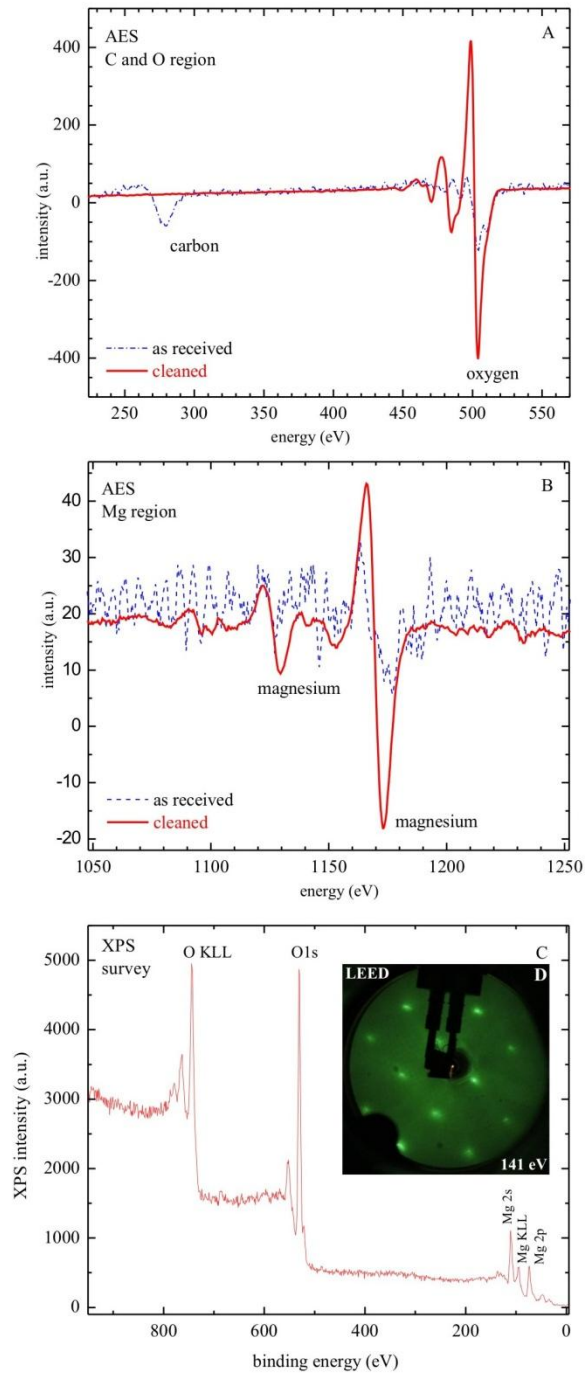 AES
C and O region
A
400
200
0
-200
-400
intensity (a.u.)
carbon
oxygen
as received
cleaned
250 300 350 400 450 500 550
energy (eV)
AES
Mg region
B
40
30
20
10
0
-10
-20
intensity (a.u.)
magnesium
magnesium
as received
cleaned
1050 1100 1150 1200 1250
energy (eV)
XPS
survey
O KLL
O1s
C
LEED
D
141 eV
5000
4000
3000
2000
1000
0
XPS intensity (a.u.)
Mg 2s
Mg KLL
Mg 2p
800 600 400 200 0
binding energy (eV)